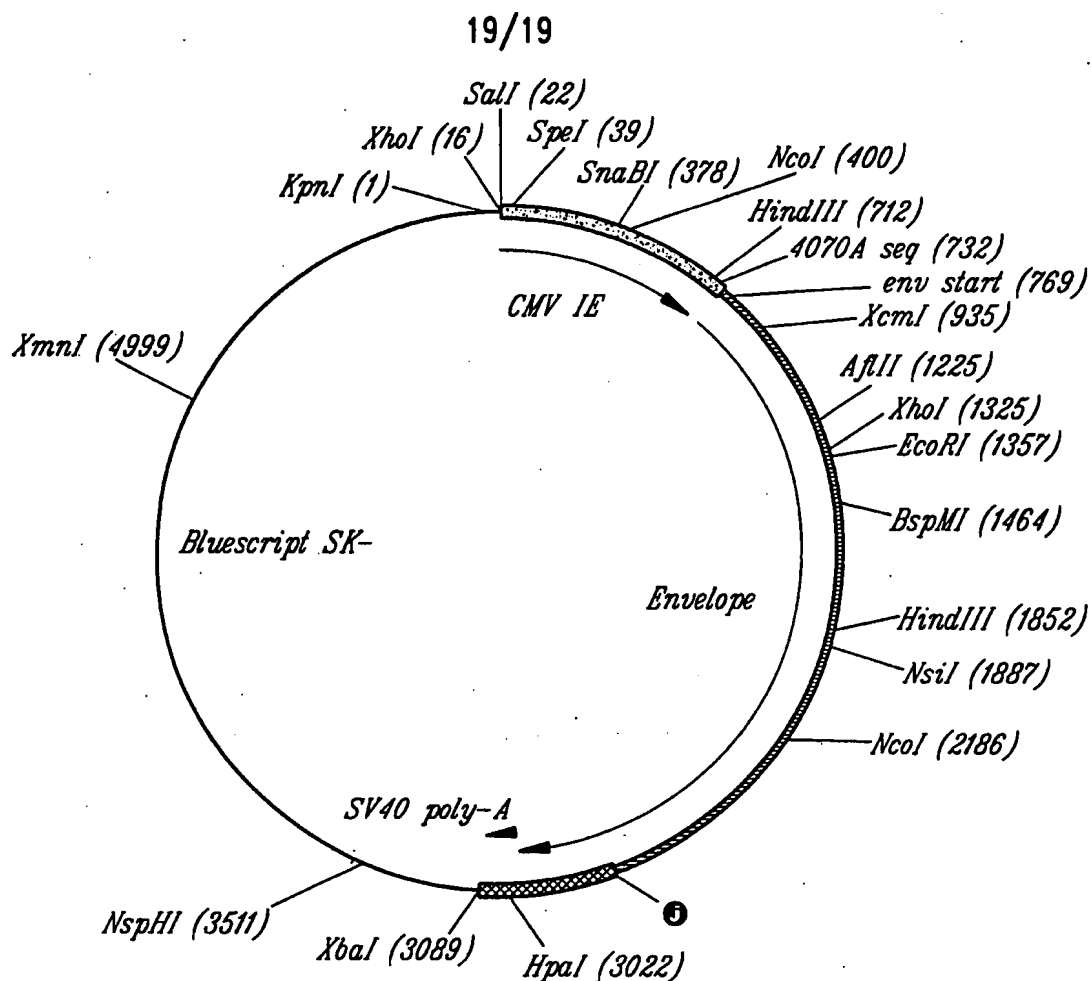 19/19
SalI (22)
XhoI (16)
SpeI (39)
KpnI (1)
SnaBI (378)
NcoI (400)
HindIII (712)
4070A seq (732)
env start (769)
CMV IE
XcmI (935)
XmnI (4999)
AflII (1225)
XhoI (1325)
EcoRI (1357)
BspMI (1464)
Bluescript SK-
Envelope
HindIII (1852)
NsiI (1887)
NcoI (2186)
SV40 poly-A
NspHI (3511)
XbaI (3089)
HpaI (3022)